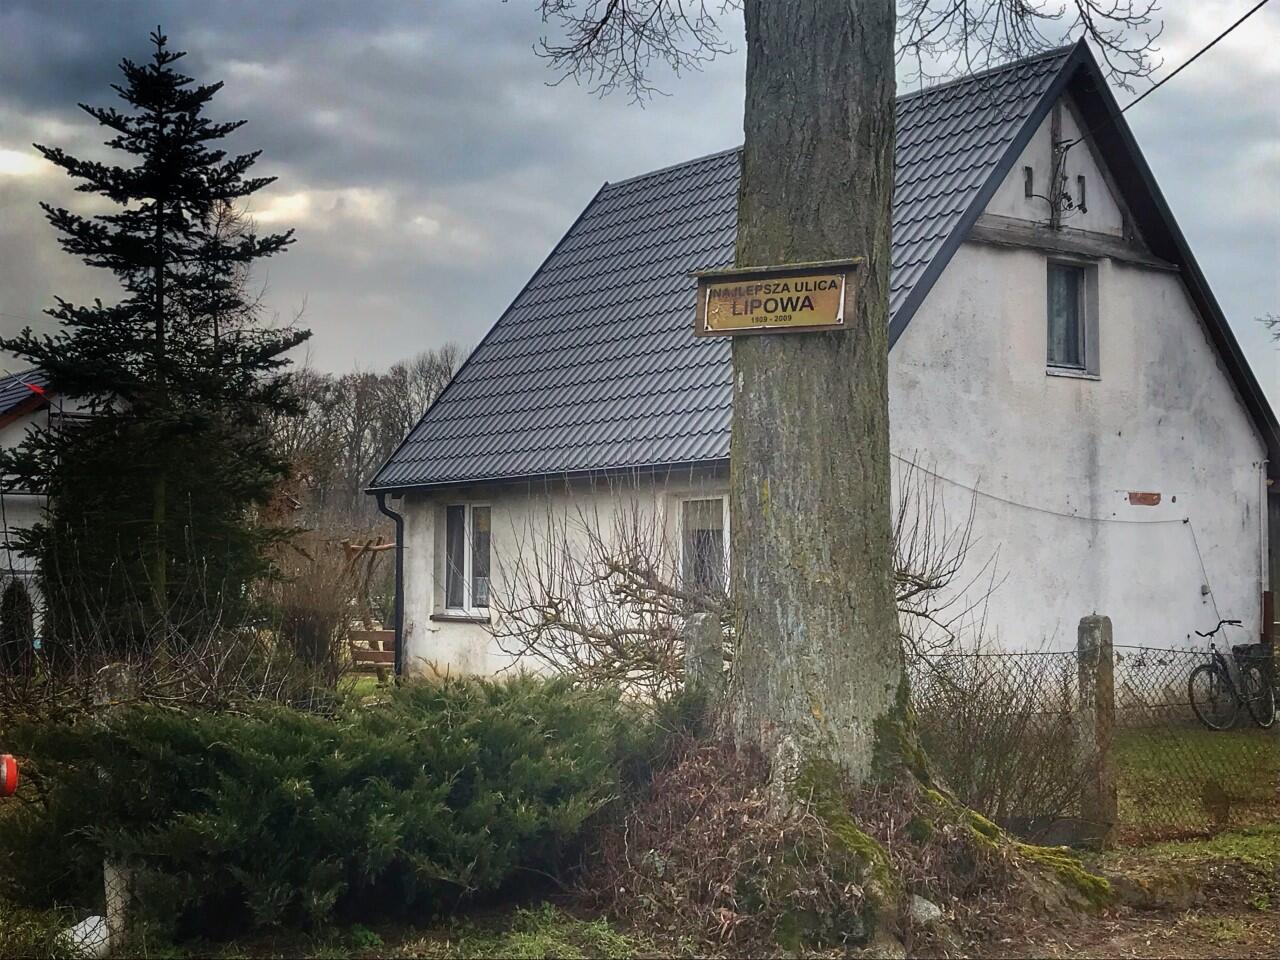 NAJLEPSZA ULICA
LIPOWA
1909 - 2009